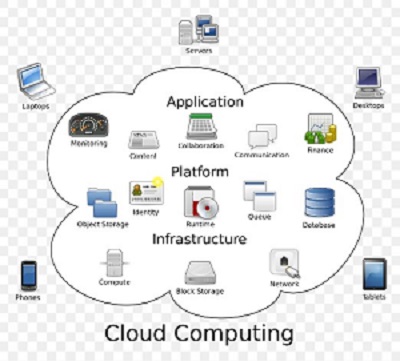 Servers
Laptops
Desktops
Application
Monitoring
Content
Collaboration
Communication
Finance
Platform
Object Storage
Identity
Runtime
Queue
Database
Infrastructure
Compute
Block Storage
Network
Phones
Tablets
Cloud Computing